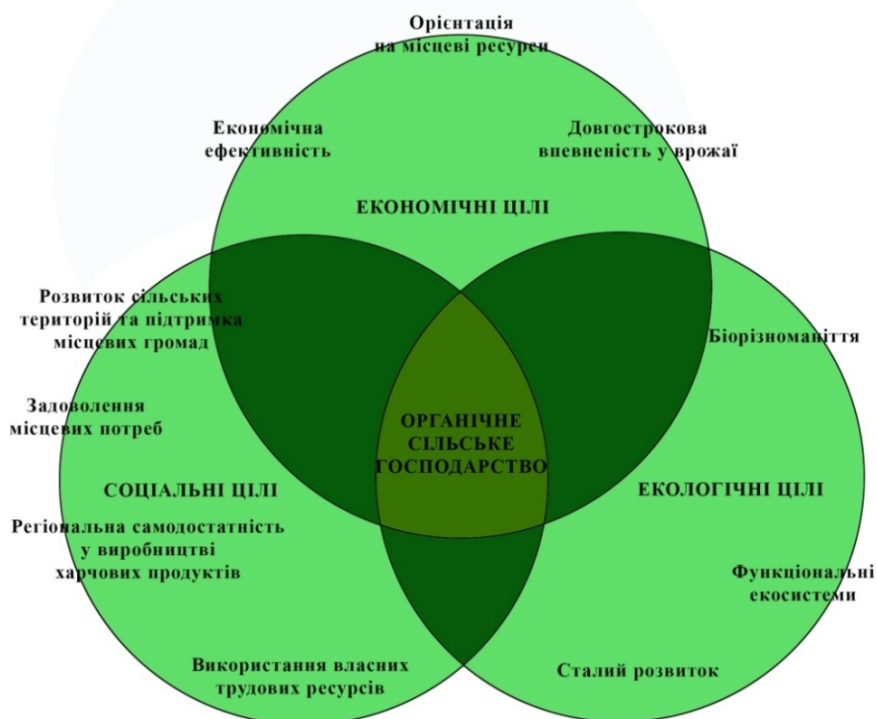 Орієнтація
на місцеві ресурси
Економічна
ефективність
Довгострокова
впевненість у врожаї
ЕКОНОМІЧНІ ЦІЛІ
Розвиток сільських
територій та підтримка
місцевих громад
Біорізноманіття
Задоволення
місцевих потреб
ОРГАНІЧНЕ
СІЛЬСЬКЕ
ГОСПОДАРСТВО
СОЦІАЛЬНІ ЦІЛІ
ЕКОЛОГІЧНІ ЦІЛІ
Регіональна самодостатність
у виробництві
харчових продуктів
Функціональні
екосистеми
Використання власних
трудових ресурсів
Сталий розвиток